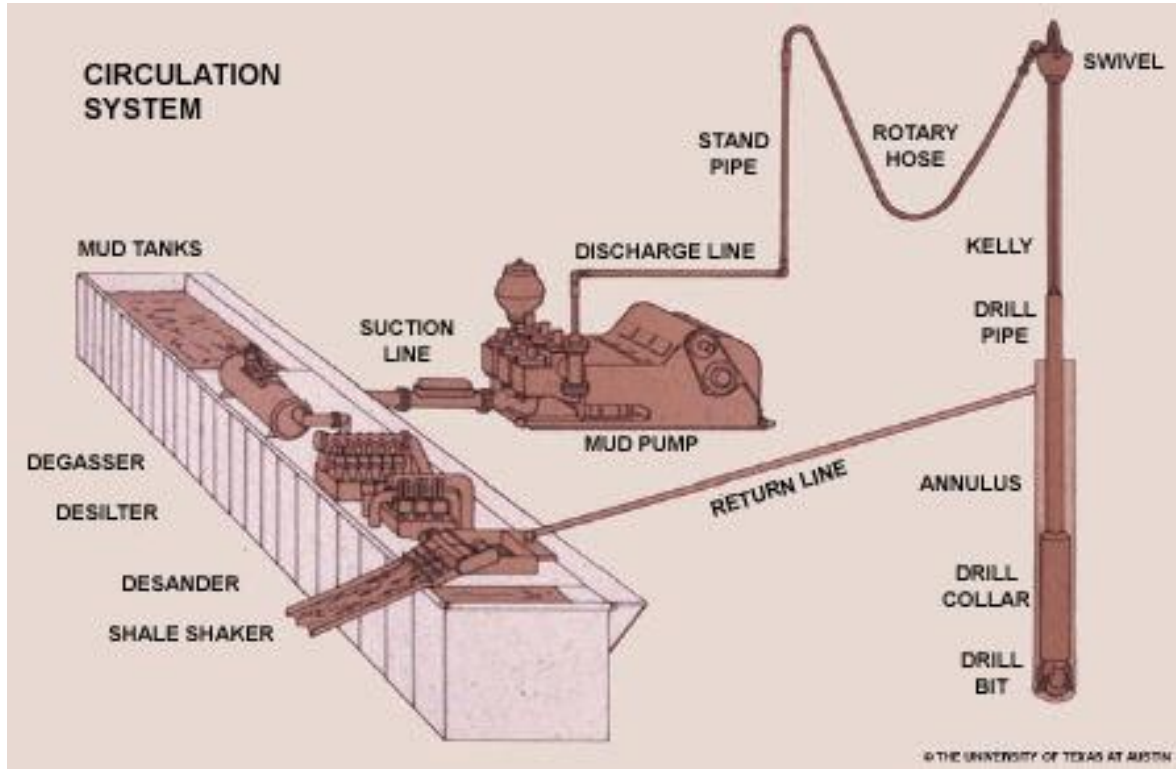 CIRCULATION
SYSTEM
SWIVEL
STAND
PIPE
ROTARY
HOSE
MUD TANKS
DISCHARGE LINE
KELLY
SUCTION
LINE
DRILL
PIPE
MUD PUMP
DEGASSER
RETURN LINE
ANNULUS
DESILTER
DESANDER
DRILL
COLLAR
SHALE SHAKER
DRILL
BIT
© THE UNIVERSITY OF TEXAS AT AUSTIN